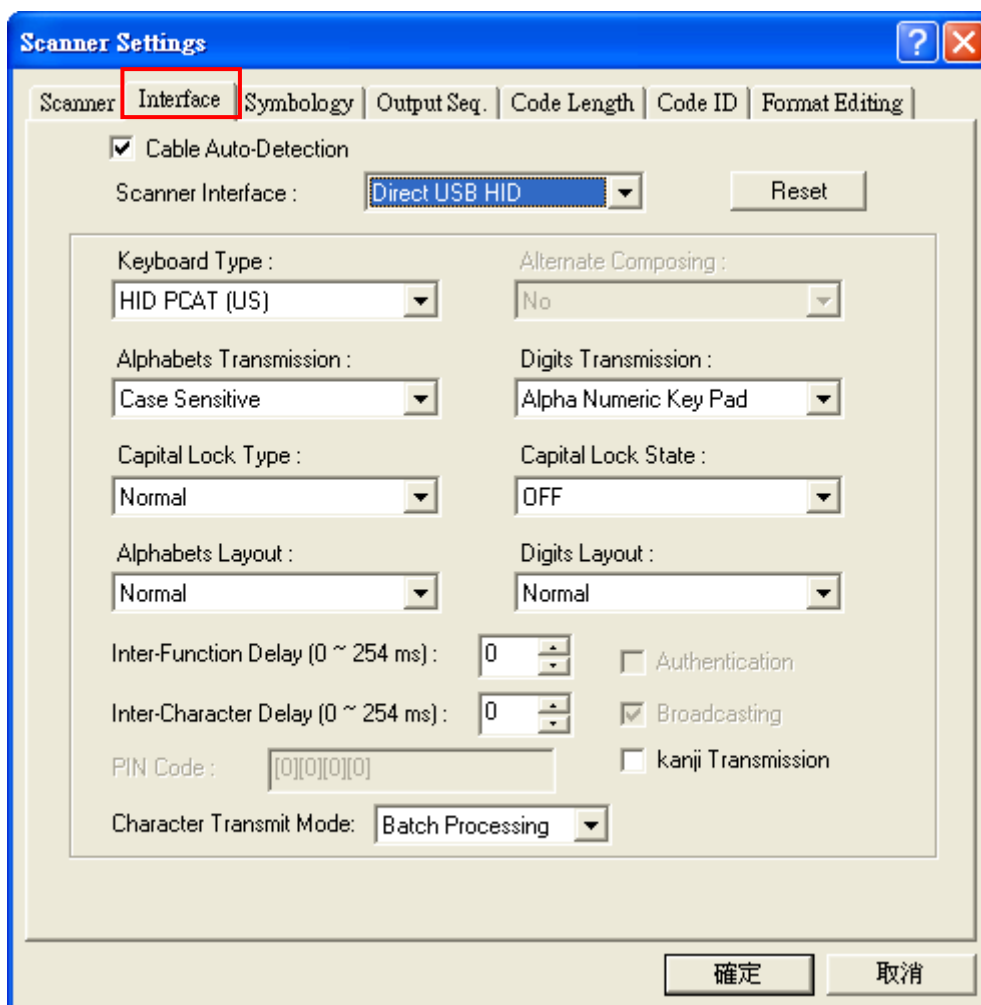 Scanner Settings
Scanner Interface Symbology Output Seq. Code Length Code ID Format Editing
Cable Auto-Detection
Scanner Interface : Direct USB HID Reset
Keyboard Type : Alternate Composing :
HID PCAT (US) No
Alphabets Transmission : Digits Transmission :
Case Sensitive Alpha Numeric Key Pad
Capital Lock Type : Capital Lock State :
Normal OFF
Alphabets Layout : Digits Layout :
Normal Normal
Inter-Function Delay (0 ~ 254 ms) : 0 Authentication
Inter-Character Delay (0 ~ 254 ms) : 0 Broadcasting
PIN Code : [0][0][0][0] kanji Transmission
Character Transmit Mode: Batch Processing
確定 取消